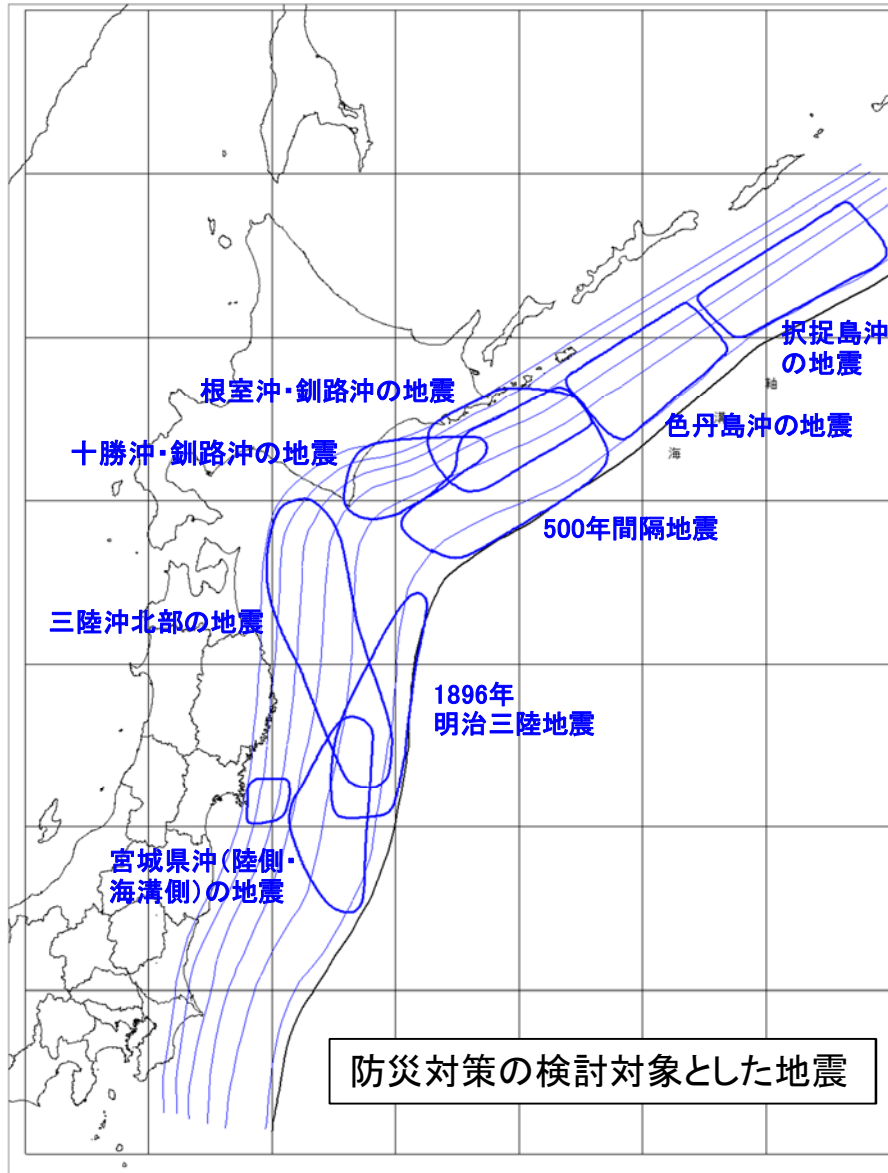 択捉島沖
の地震
根室沖・釧路沖の地震
釉
溝
色丹島沖の地震
十勝沖・釧路沖の地震
海
500年間隔地震
三陸沖北部の地震
1896年
明治三陸地震
宮城県沖(陸側・
海溝側)の地震
防災対策の検討対象とした地震